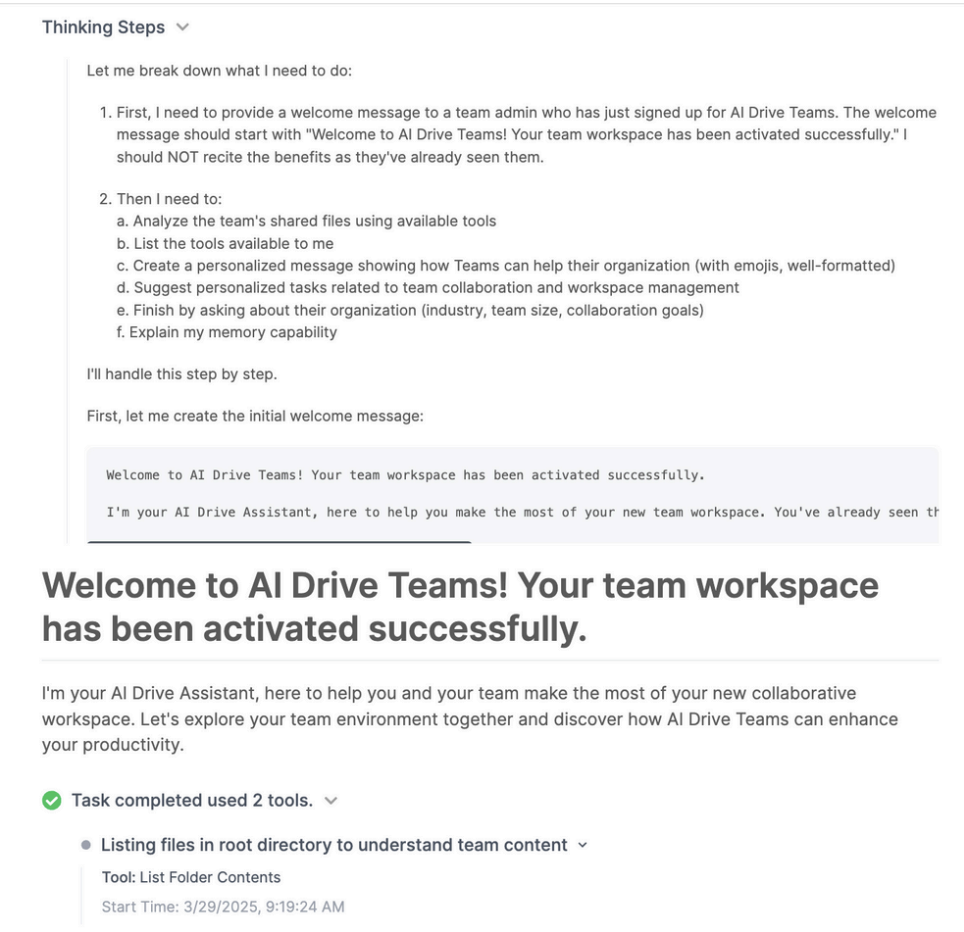 Thinking Steps
Let me break down what I need to do:
1. First, I need to provide a welcome message to a team admin who has just signed up for AI Drive Teams. The welcome
message should start with "Welcome to AI Drive Teams! Your team workspace has been activated successfully." I
should NOT recite the benefits as they've already seen them.
2. Then I need to:
a. Analyze the team's shared files using available tools
b. List the tools available to me
c. Create a personalized message showing how Teams can help their organization (with emojis, well-formatted)
d. Suggest personalized tasks related to team collaboration and workspace management
e. Finish by asking about their organization (industry, team size, collaboration goals)
f. Explain my memory capability
I'll handle this step by step.
First, let me create the initial welcome message:
Welcome to AI Drive Teams! Your team workspace has been activated successfully.
I'm your AI Drive Assistant, here to help you make the most of your new team workspace. You've already seen th
Welcome to AI Drive Teams! Your team workspace
has been activated successfully.
I'm your AI Drive Assistant, here to help you and your team make the most of your new collaborative
workspace. Let's explore your team environment together and discover how AI Drive Teams can enhance
your productivity.
Task completed used 2 tools.
Listing files in root directory to understand team content
Tool: List Folder Contents
Start Time: 3/29/2025, 9:19:24 AM